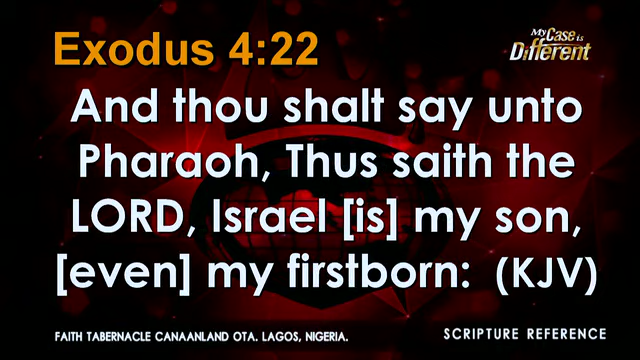 Exodus 4:22
My Case is
Different
And thou shalt say unto
Pharaoh, Thus saith the
LORD, Israel [is] my son,
[even] my firstborn: (KJV)
FAITH TABERNACLE CANAANLAND OTA. LAGOS, NIGERIA.
SCRIPTURE REFERENCE